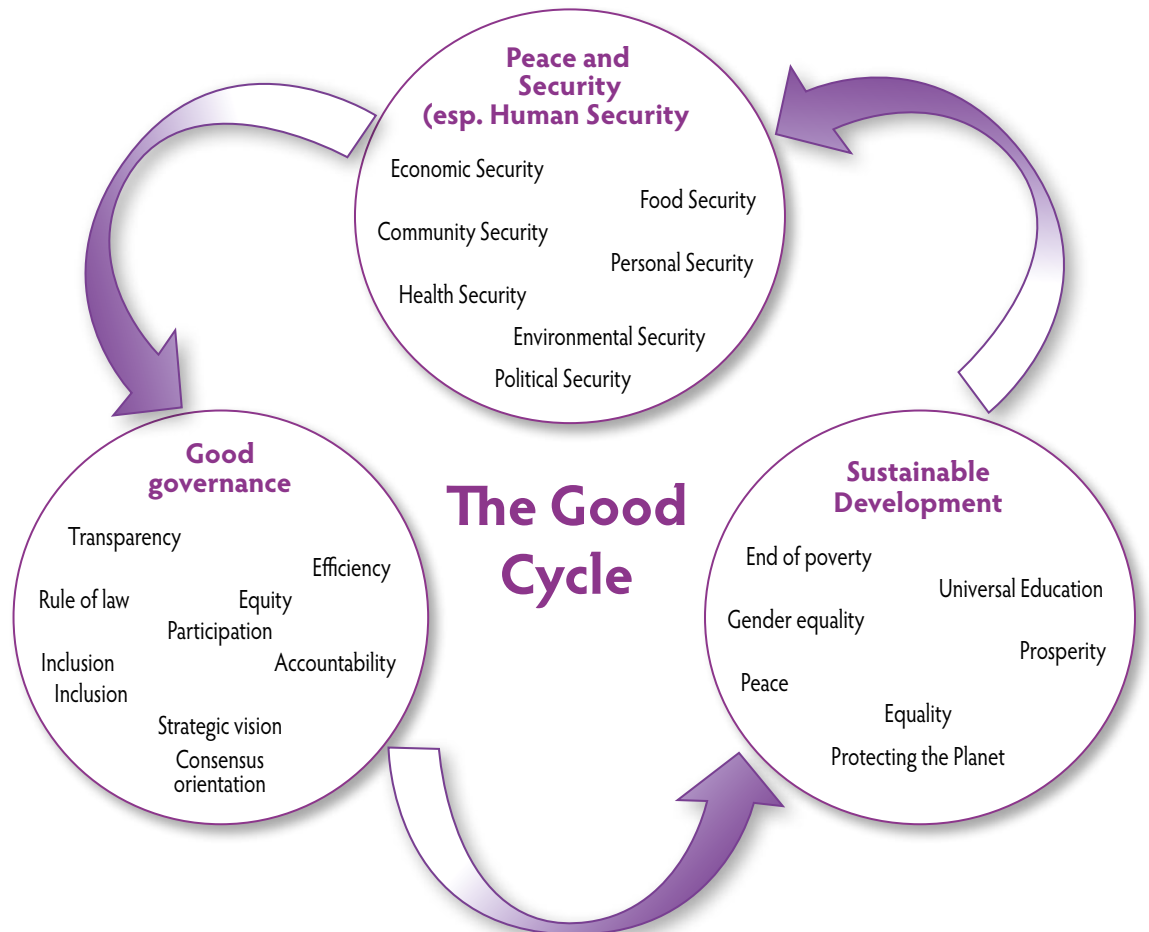 Peace and
Security
(esp. Human Security
Economic Security
Food Security
Community Security
Personal Security
Health Security
Environmental Security
Political Security
Good
governance
Transparency
Efficiency
Rule of law
Equity
Participation
Inclusion
Accountability
Inclusion
Strategic vision
Consensus
orientation
The Good
Cycle
Sustainable
Development
End of poverty
Universal Education
Gender equality
Prosperity
Peace
Equality
Protecting the Planet